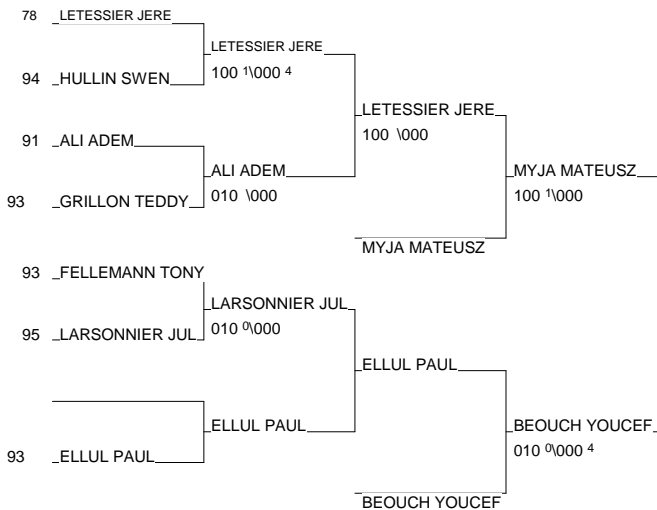 78 LETESSIER JERE
LETESSIER JERE
94 HULLIN SWEN
100 1\000 4
LETESSIER JERE
100 \000
91 ALI ADEM
ALI ADEM
010 \000
MYJA MATEUSZ
100 1\000
93 GRILLON TEDDY
MYJA MATEUSZ
93 FELLEMANN TONY
LARSONNIER JUL
010 0\000
95 LARSONNIER JUL
ELLUL PAUL
ELLUL PAUL
BEOUCH YOUCEF
010 0\000 4
93 ELLUL PAUL
BEOUCH YOUCEF